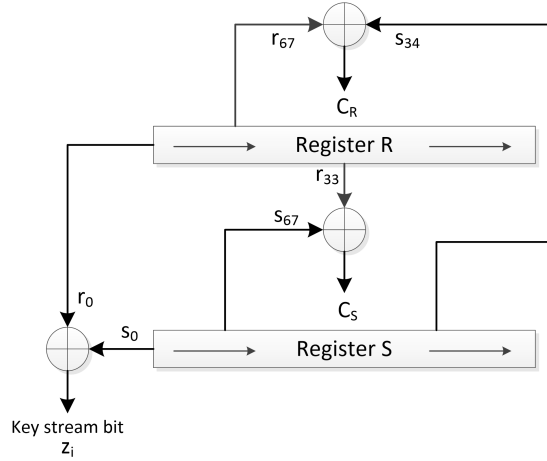 r67
s34
CR
Register R
r33
s67
CS
r0
s0
Register S
Key stream bit
zi